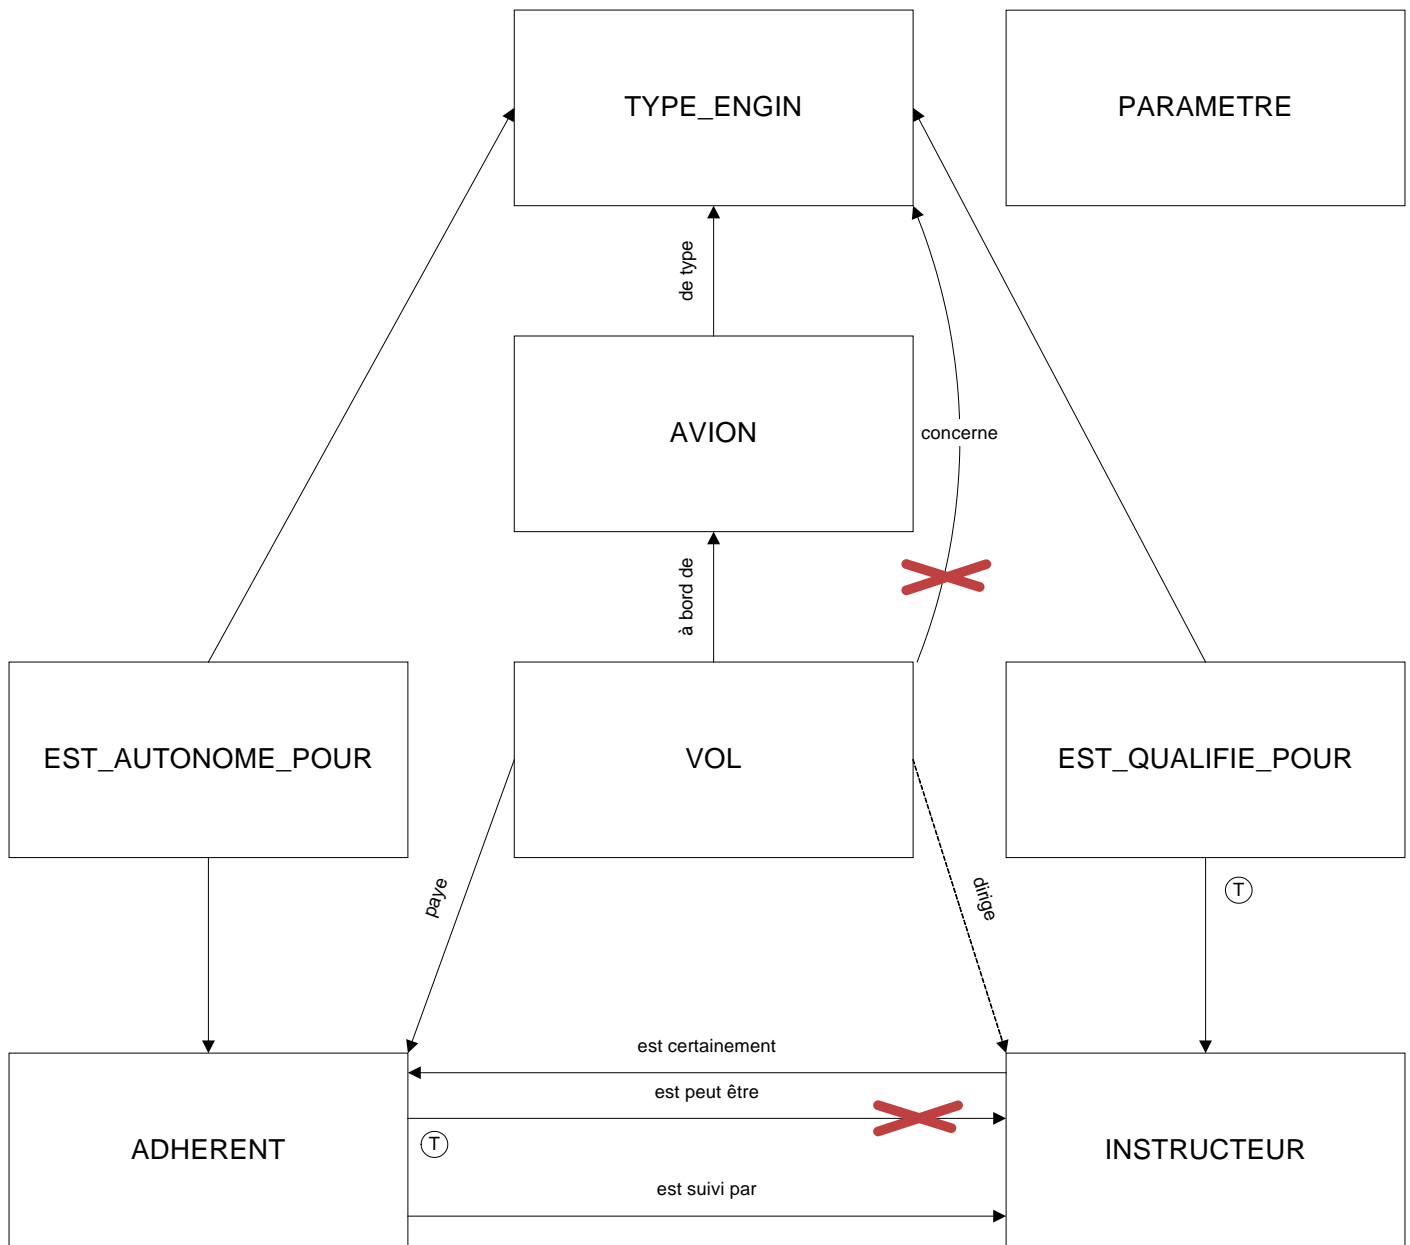 TYPE_ENGIN
PARAMETRE
de type
AVION
concerne
à bord de
EST_AUTONOME_POUR
VOL
EST_QUALIFIE_POUR
paye
dirige
T
est certainement
est peut être
T
ADHERENT
INSTRUCTEUR
est suivi par